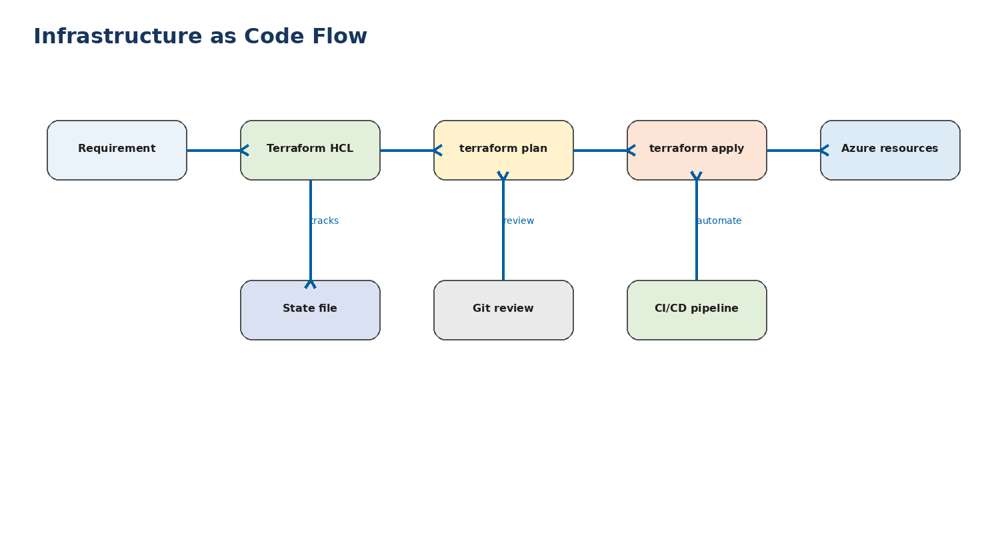 Infrastructure as Code Flow
Requirement
Terraform HCL
terraform plan
terraform apply
Azure resources
tracks
review
automate
State file
Git review
CI/CD pipeline